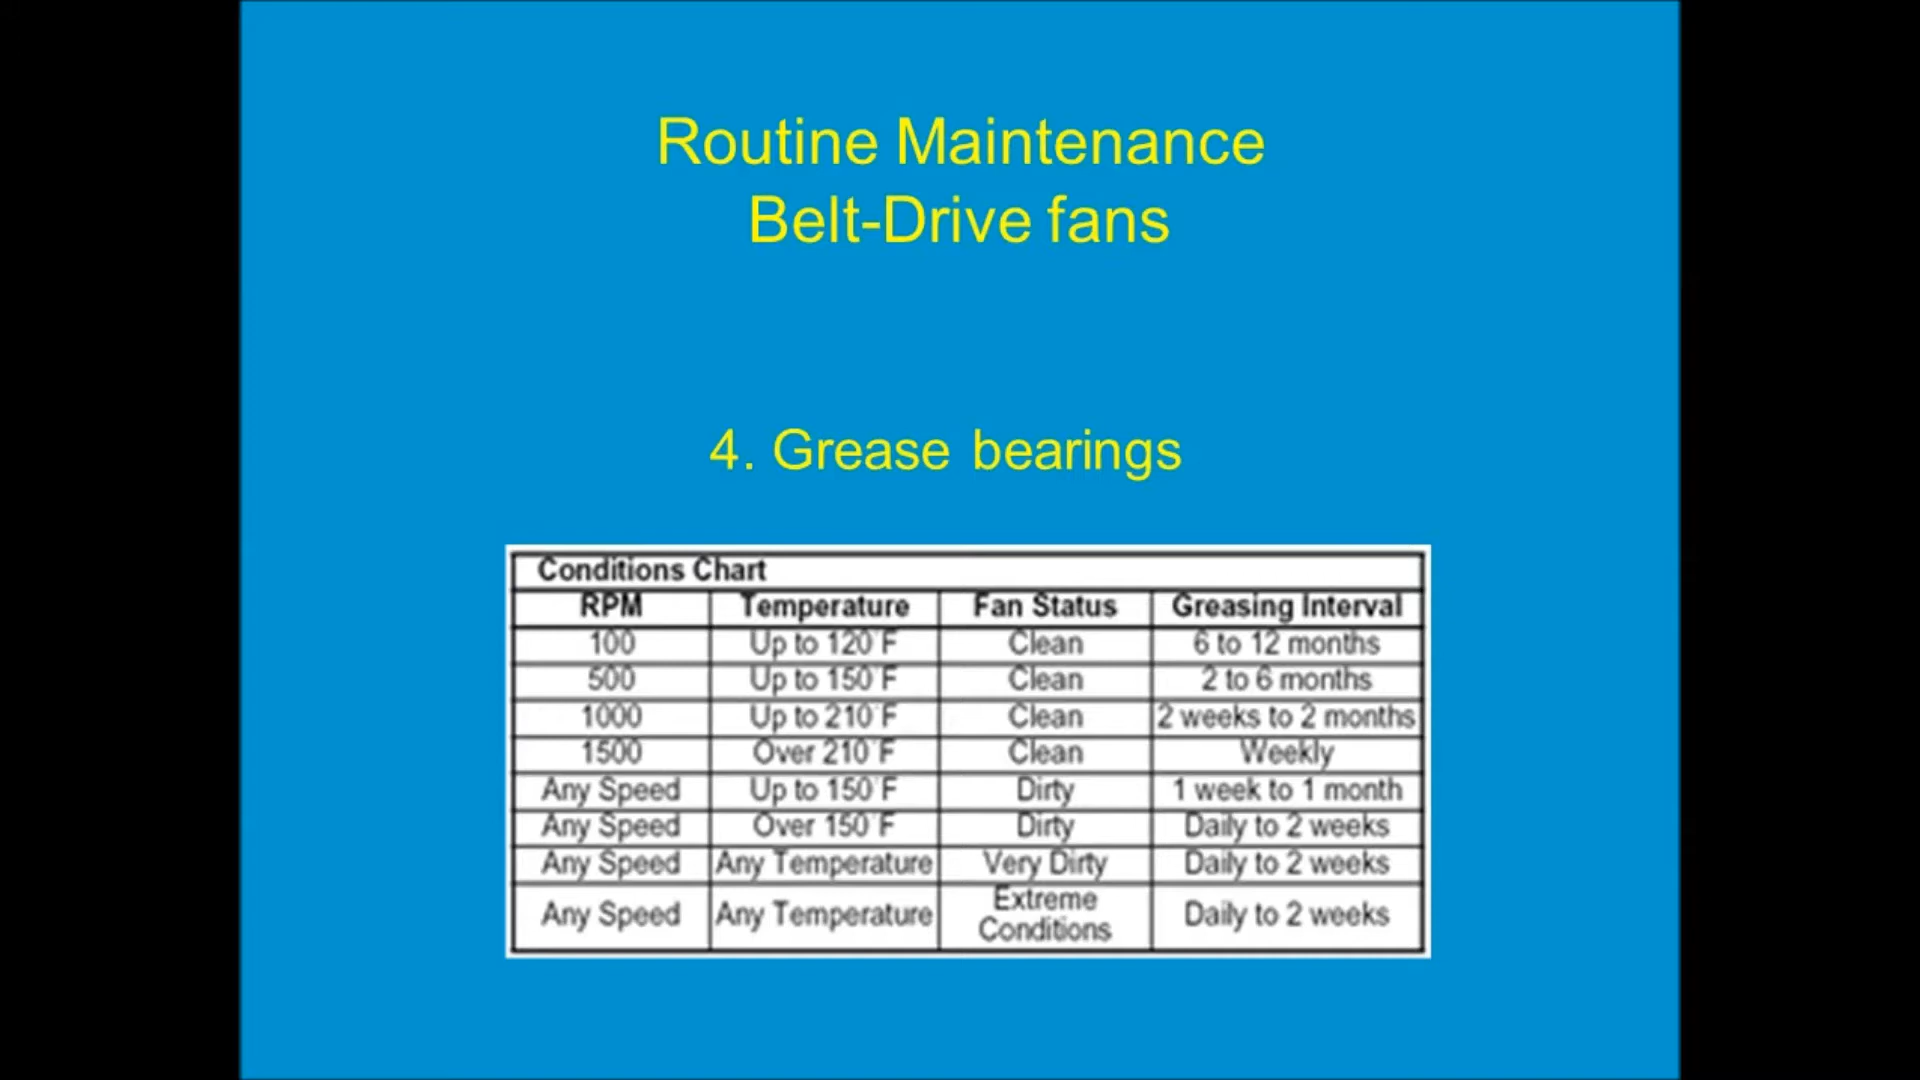 Routine Maintenance
Belt-Drive fans
4. Grease bearings
Conditions Chart
RPM Temperature Fan Status Greasing Interval
100 Up to 120°F Clean 6 to 12 months
500 Up to 150°F Clean 2 to 6 months
1000 Up to 210°F Clean 2 weeks to 2 months
1500 Over 210°F Clean Weekly
Any Speed Up to 150°F Dirty 1 week to 1 month
Any Speed Over 150°F Dirty Daily to 2 weeks
Any Speed Any Temperature Very Dirty Daily to 2 weeks
Any Speed Any Temperature Extreme Conditions Daily to 2 weeks